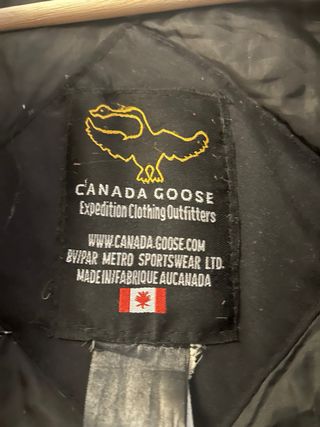 CANADA GOOSE
Expedition Clothing Outfitters
WWW.CANADA-GOOSE.COM
BY/PAR METRO SPORTSWEAR LTD.
MADE IN/FABRIQUE AU CANADA